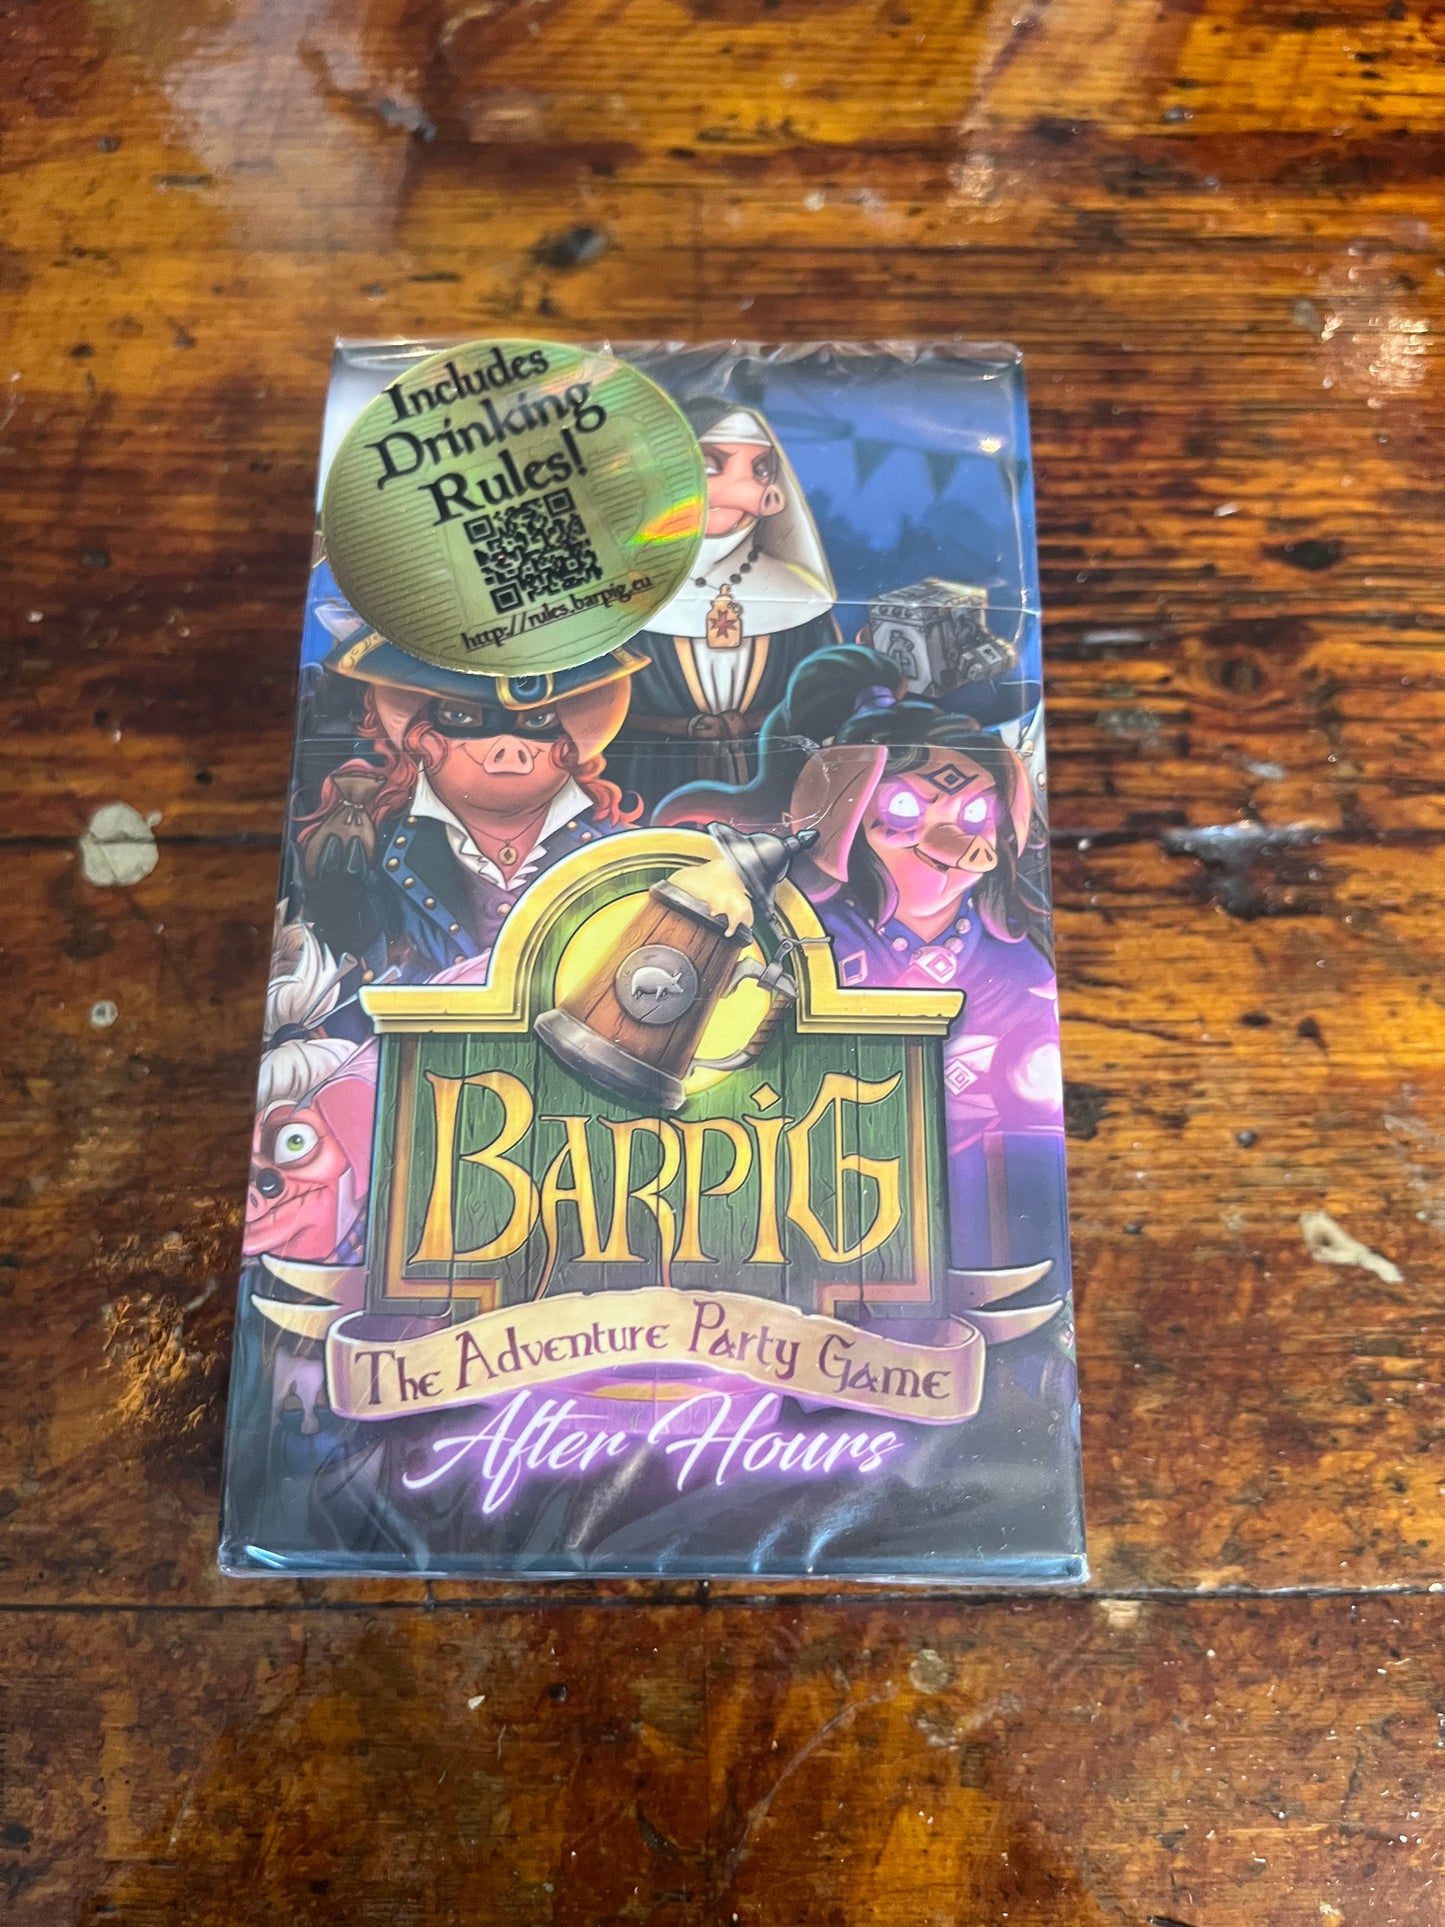 Includes
Drinking
Rules!
http://rules.barpig.eu
BARPIG
The Adventure Party Game
After Hours